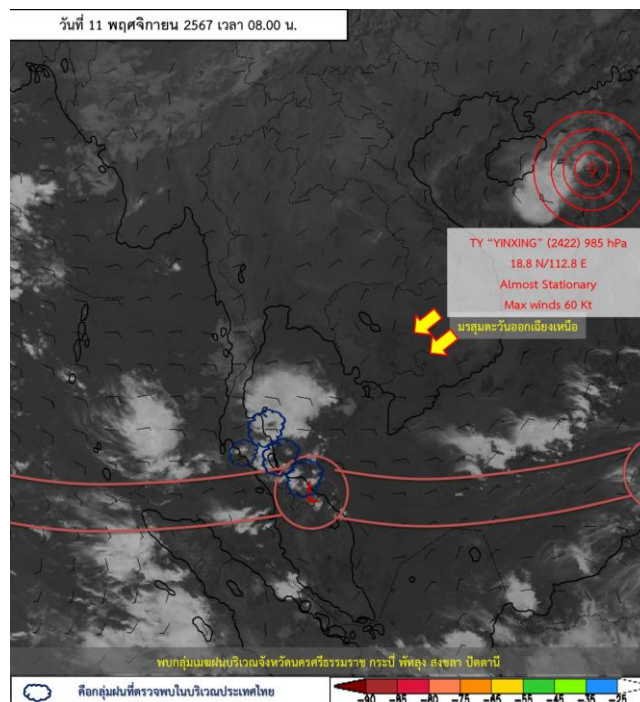 วันที่ 11 พฤศจิกายน 2567 เวลา 08.00 น.
TY "YINXING" (2422) 985 hPa
18.8 N/112.8 E
Almost Stationary
Max winds 60 Kt
มรสุมตะวันออกเฉียงเหนือ
L
พบกลุ่มเมฆฝนบริเวณจังหวัดนครศรีธรรมราช กระบี่ พัทลุง สงขลา ปัตตานี
คือกลุ่มฝนที่ตรวจพบในบริเวณประเทศไทย
-90 -85 -80 -75 -65 -55 -45 -35 -25